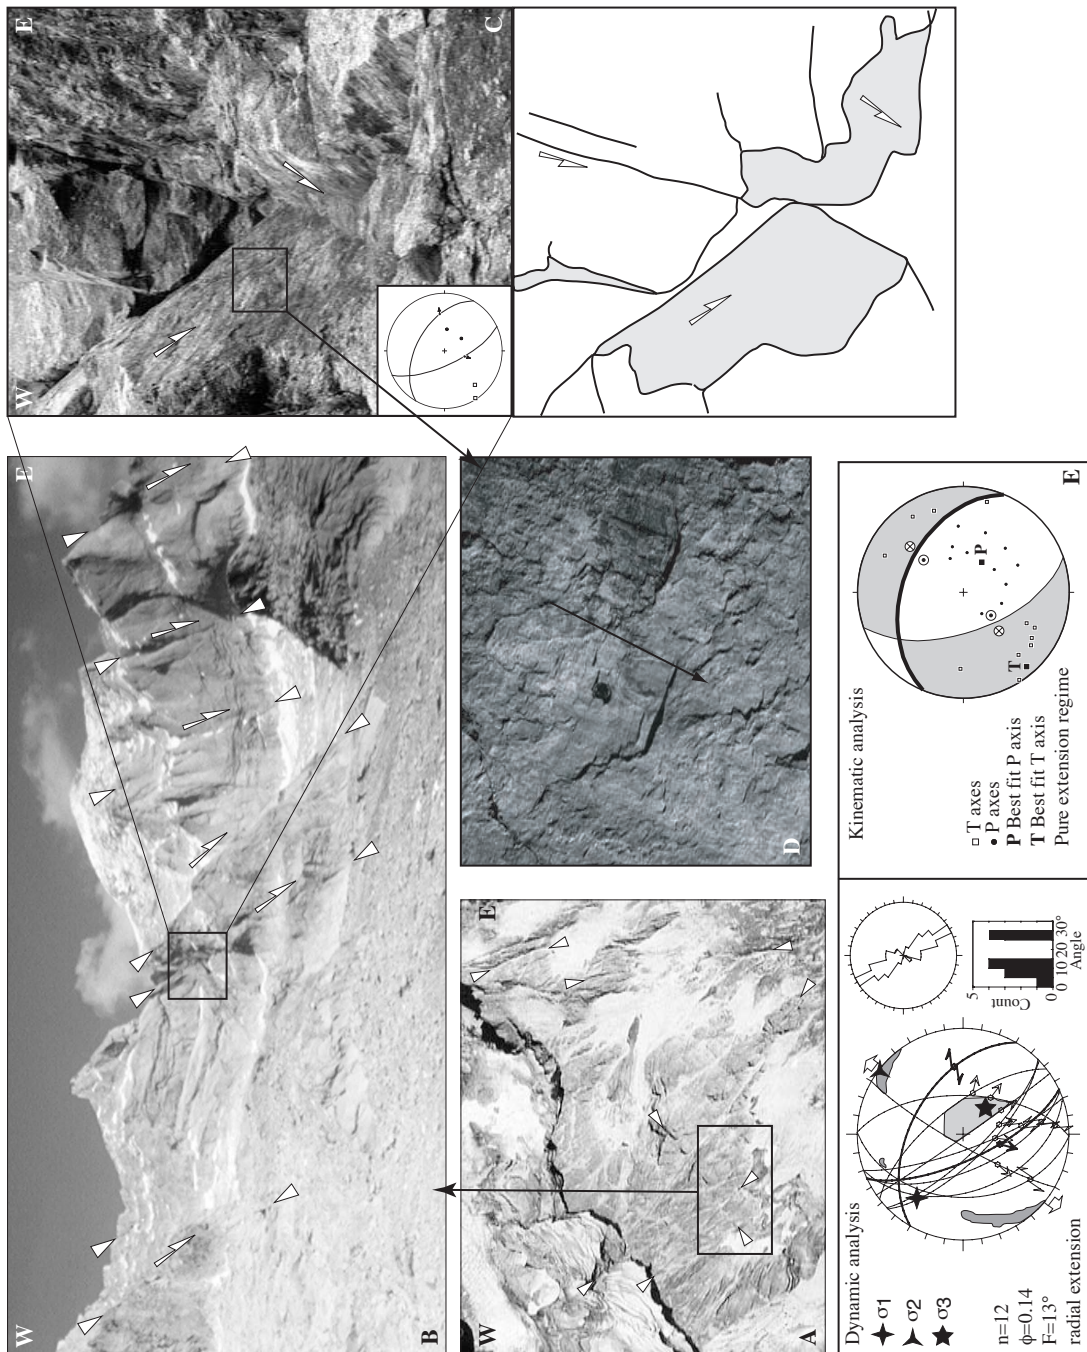 W
E
C
W
E
B
D
W
E
A
Dynamic analysis
σ1
σ2
σ3
n=12
ϕ=0.14
F=13°
radial extension
5
Count
0
0 10 20 30°
Angle
Kinematic analysis
T axes
P axes
P Best fit P axis
T Best fit T axis
Pure extension regime
T
P
E